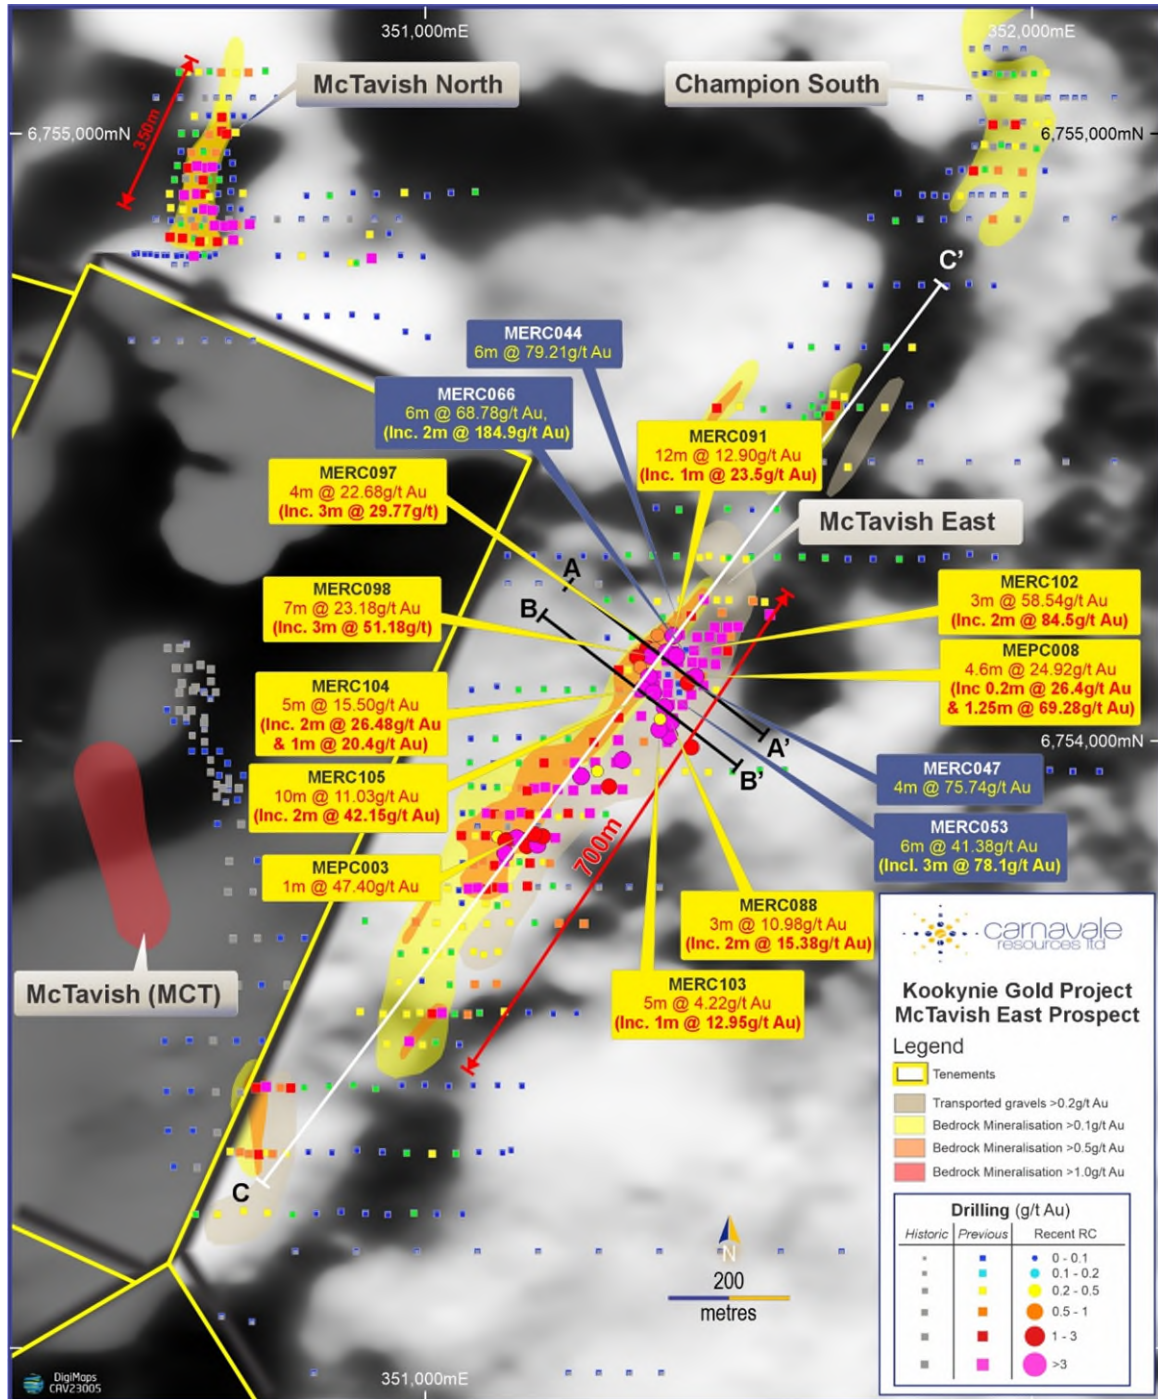 351,000mE
352,000mE
McTavish North
Champion South
350m
6,755,000mN
6,755,000mN
C'
MERC044
6m @ 79.21g/t Au
MERC066
6m @ 68.78g/t Au,
(Inc. 2m @ 184.9g/t Au)
MERC091
12m @ 12.90g/t Au
(Inc. 1m @ 23.5g/t Au)
MERC097
4m @ 22.68g/t Au
(Inc. 3m @ 29.77g/t)
McTavish East
A
B
MERC098
7m @ 23.18g/t Au
(Inc. 3m @ 51.18g/t)
MERC102
3m @ 58.54g/t Au
(Inc. 2m @ 84.5g/t Au)
MEPC008
4.6m @ 24.92g/t Au
(Inc 0.2m @ 26.4g/t Au
& 1.25m @ 69.28g/t Au)
MERC104
5m @ 15.50g/t Au
(Inc. 2m @ 26.48g/t Au
& 1m @ 20.4g/t Au)
6,754,000mN
A'
B'
MERC047
4m @ 75.74g/t Au
MERC105
10m @ 11.03g/t Au
(Inc. 2m @ 42.15g/t Au)
MERC053
6m @ 41.38g/t Au
(Incl. 3m @ 78.1g/t Au)
700m
MEPC003
1m @ 47.40g/t Au
MERC088
3m @ 10.98g/t Au
(Inc. 2m @ 15.38g/t Au)
MERC103
5m @ 4.22g/t Au
(Inc. 1m @ 12.95g/t Au)
McTavish (MCT)
C
carnavale
resources ltd
Kookynie Gold Project
McTavish East Prospect
Legend
Tenements
Transported gravels >0.2g/t Au
Bedrock Mineralisation >0.1g/t Au
Bedrock Mineralisation >0.5g/t Au
Bedrock Mineralisation >1.0g/t Au
Drilling (g/t Au)
Historic Previous Recent RC
0 - 0.1
0.1 - 0.2
0.2 - 0.5
0.5 - 1
1 - 3
>3
N
200
metres
DigiMaps
CAV23005
351,000mE